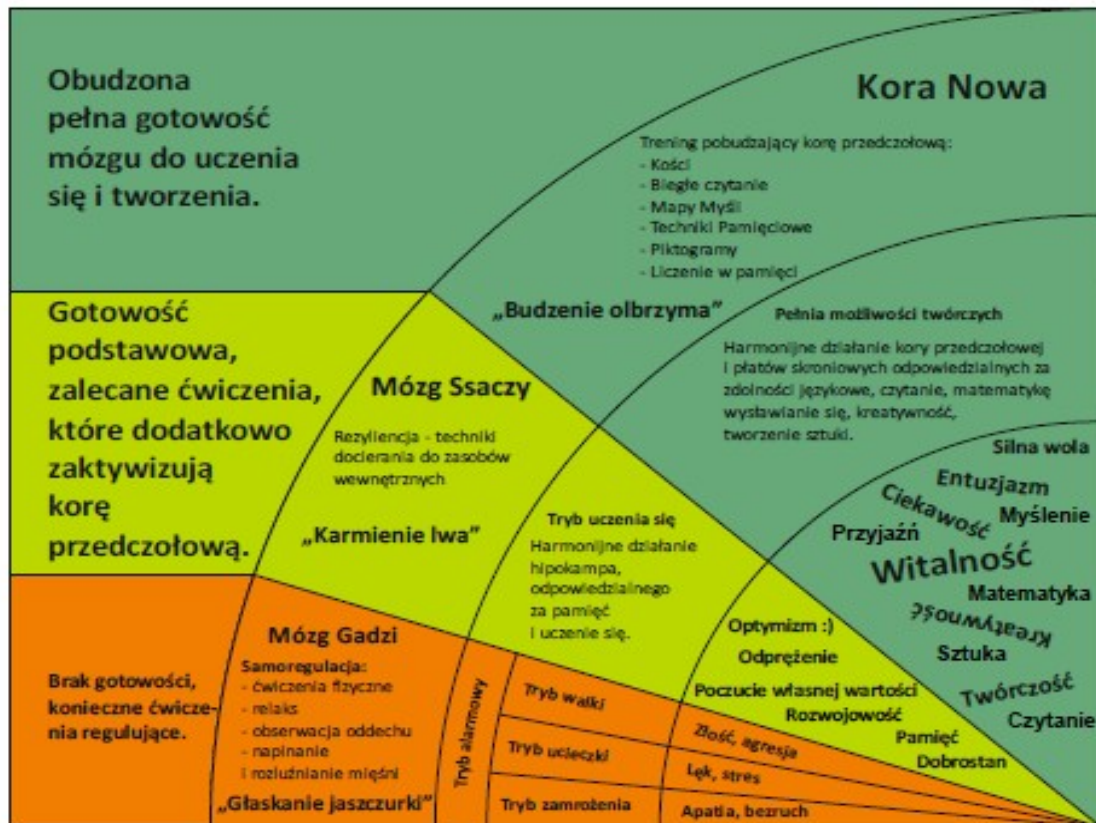 Obudzona
pełna gotowość
mózgu do uczenia
się i tworzenia.
Kora Nowa
Trening pobudzający korę przedczołową:
- Kości
- Biegłe czytanie
- Mapy Myśli
- Techniki Pamięciowe
- Piktogramy
- Liczenie w pamięci
„Budzenie olbrzyma”
Pełnia możliwości twórczych
Harmonijne działanie kory przedczołowej
i płatów skroniowych odpowiedzialnych za
zdolności językowe, czytanie, matematykę
wysławianie się, kreatywność,
tworzenie sztuki.
Silna wola
Entuzjazm
Ciekawość
Myślenie
Przyjaźń
Witalność
Matematyka
Kreatywność
Sztuka
Twórczość
Czytanie
Gotowość
podstawowa,
zalecane ćwiczenia,
które dodatkowo
zaktywizują
korę
przedczołową.
Mózg Ssaczy
Rezyliencja - techniki
docierania do zasobów
wewnętrznych
„Karmienie lwa”
Tryb uczenia się
Harmonijne działanie
hipokampa,
odpowiedzialnego
za pamięć
i uczenie się.
Optymizm :)
Odprężenie
Poczucie własnej wartości
Rozwojowość
Pamięć
Dobrostan
Brak gotowości,
konieczne ćwicze-
nia regulujące.
Mózg Gadzi
Samoregulacja:
- ćwiczenia fizyczne
- relaks
- obserwacja oddechu
- napinanie
i rozluźnianie mięśni
„Głaskanie jaszczurki”
Tryb alarmowy
Tryb walki
Tryb ucieczki
Tryb zamrożenia
Złość, agresja
Lęk, stres
Apatia, bezruch